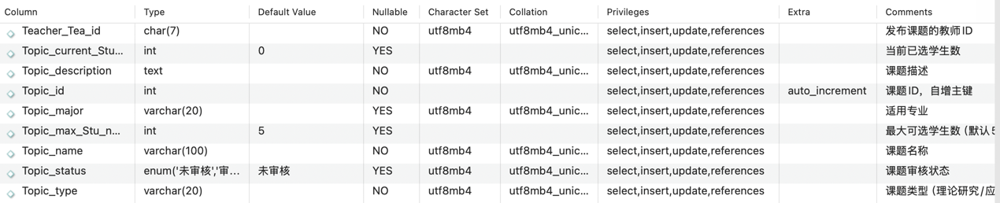 Column Type Default Value Nullable Character Set Collation Privileges Extra Comments
Teacher_Tea_id char(7) NO utf8mb4 utf8mb4_unic... select,insert,update,references 发布课题的教师ID
Topic_current_Stu... int 0 YES select,insert,update,references 当前已选学生数
Topic_description text NO utf8mb4 utf8mb4_unic... select,insert,update,references 课题描述
Topic_id int NO select,insert,update,references auto_increment 课题ID，自增主键
Topic_major varchar(20) YES utf8mb4 utf8mb4_unic... select,insert,update,references 适用专业
Topic_max_Stu_n... int 5 YES select,insert,update,references 最大可选学生数（默认5
Topic_name varchar(100) NO utf8mb4 utf8mb4_unic... select,insert,update,references 课题名称
Topic_status enum('未审核','审... 未审核 YES utf8mb4 utf8mb4_unic... select,insert,update,references 课题审核状态
Topic_type varchar(20) NO utf8mb4 utf8mb4_unic... select,insert,update,references 课题类型（理论研究/应